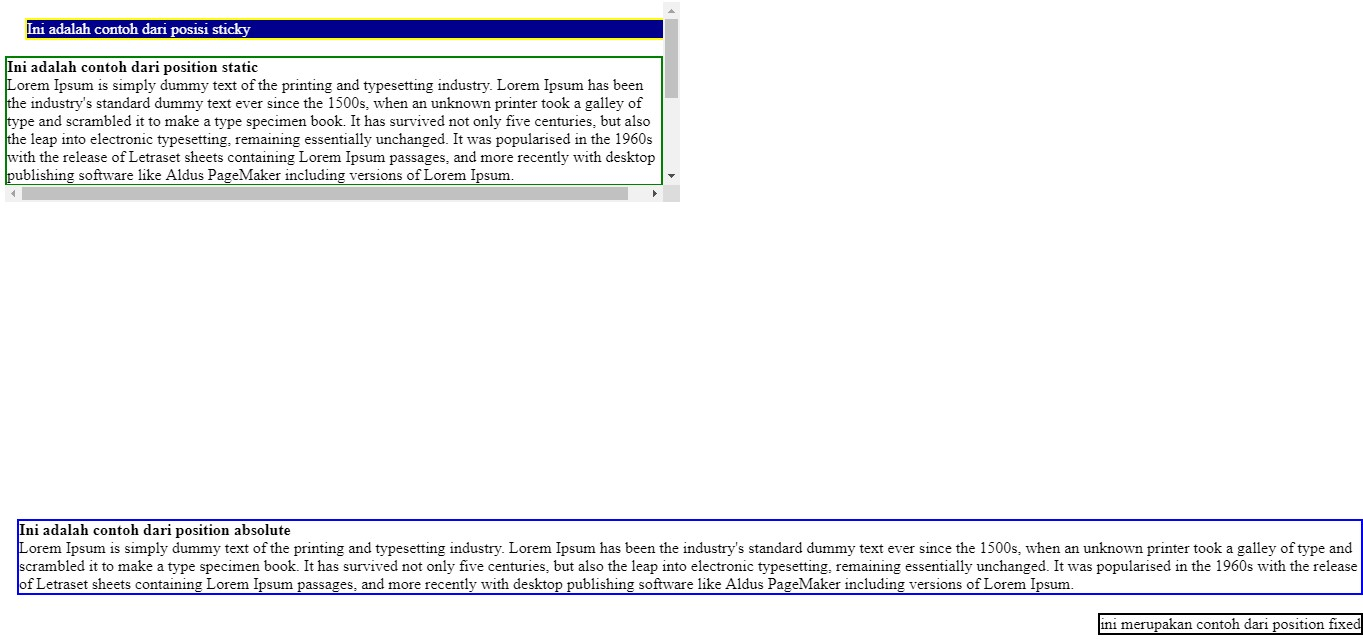 Ini adalah contoh dari posisi sticky
Ini adalah contoh dari position static
Lorem Ipsum is simply dummy text of the printing and typesetting industry. Lorem Ipsum has been
the industry's standard dummy text ever since the 1500s, when an unknown printer took a galley of
type and scrambled it to make a type specimen book. It has survived not only five centuries, but also
the leap into electronic typesetting, remaining essentially unchanged. It was popularised in the 1960s
with the release of Letraset sheets containing Lorem Ipsum passages, and more recently with desktop
publishing software like Aldus PageMaker including versions of Lorem Ipsum.
Ini adalah contoh dari position absolute
Lorem Ipsum is simply dummy text of the printing and typesetting industry. Lorem Ipsum has been the industry's standard dummy text ever since the 1500s, when an unknown printer took a galley of type and
scrambled it to make a type specimen book. It has survived not only five centuries, but also the leap into electronic typesetting, remaining essentially unchanged. It was popularised in the 1960s with the release
of Letraset sheets containing Lorem Ipsum passages, and more recently with desktop publishing software like Aldus PageMaker including versions of Lorem Ipsum.
ini merupakan contoh dari position fixed